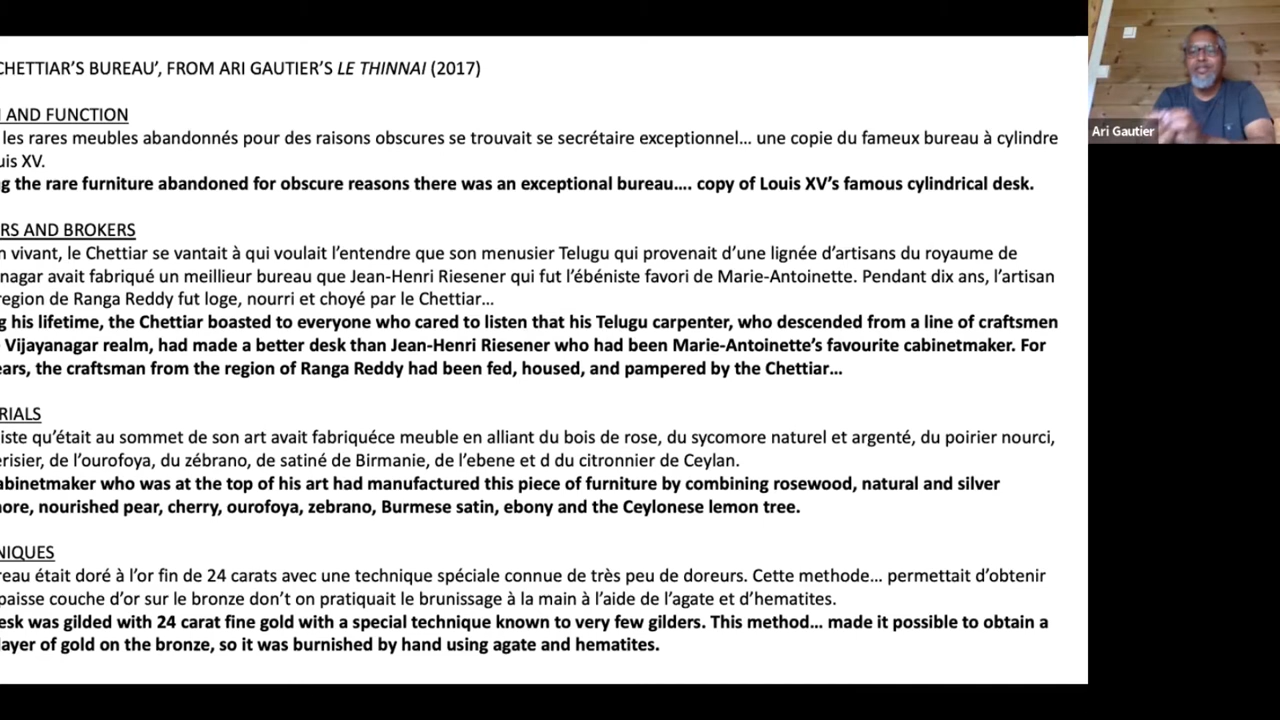 CHETTIAR'S BUREAU', FROM ARI GAUTIER'S LE THINNAI (2017)
AND FUNCTION
les rares meubles abandonnés pour des raisons obscures se trouvait se secrétaire exceptionnel… une copie du fameux bureau à cylindre
uis XV.
g the rare furniture abandoned for obscure reasons there was an exceptional bureau…. copy of Louis XV's famous cylindrical desk.
RS AND BROKERS
n vivant, le Chettiar se vantait à qui voulait l'entendre que son menusier Telugu qui provenait d'une lignée d'artisans du royaume de
nagar avait fabriqué un meillieur bureau que Jean-Henri Riesener qui fut l'ébéniste favori de Marie-Antoinette. Pendant dix ans, l'artisan
region de Ranga Reddy fut loge, nourri et choyé par le Chettiar…
g his lifetime, the Chettiar boasted to everyone who cared to listen that his Telugu carpenter, who descended from a line of craftsmen
Vijayanagar realm, had made a better desk than Jean-Henri Riesener who had been Marie-Antoinette's favourite cabinetmaker. For
ears, the craftsman from the region of Ranga Reddy had been fed, housed, and pampered by the Chettiar…
RIALS
iste qu'était au sommet de son art avait fabriquéce meuble en alliant du bois de rose, du sycomore naturel et argenté, du poirier nourci,
erisier, de l'ourofoya, du zébrano, de satiné de Birmanie, de l'ebene et d du citronnier de Ceylan.
abinetmaker who was at the top of his art had manufactured this piece of furniture by combining rosewood, natural and silver
nore, nourished pear, cherry, ourofoya, zebrano, Burmese satin, ebony and the Ceylonese lemon tree.
NIQUES
reau était doré à l'or fin de 24 carats avec une technique spéciale connue de très peu de doreurs. Cette methode… permettait d'obtenir
paisse couche d'or sur le bronze don't on pratiquait le brunissage à la main à l'aide de l'agate et d'hematites.
esk was gilded with 24 carat fine gold with a special technique known to very few gilders. This method… made it possible to obtain a
layer of gold on the bronze, so it was burnished by hand using agate and hematites.
Ari Gautier